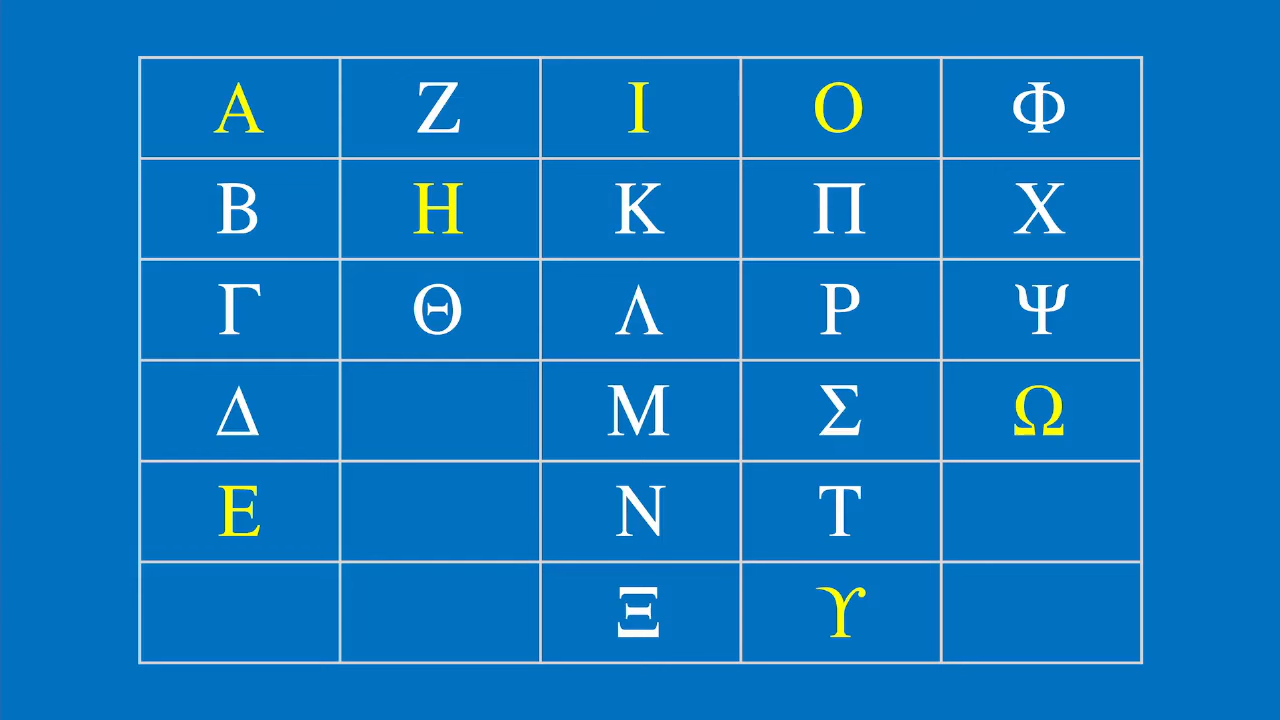 Α Ζ Ι Ο Φ
Β Η Κ Π Χ
Γ Θ Λ Ρ Ψ
Δ Μ Σ Ω
Ε Ν Τ
Ξ ϒ